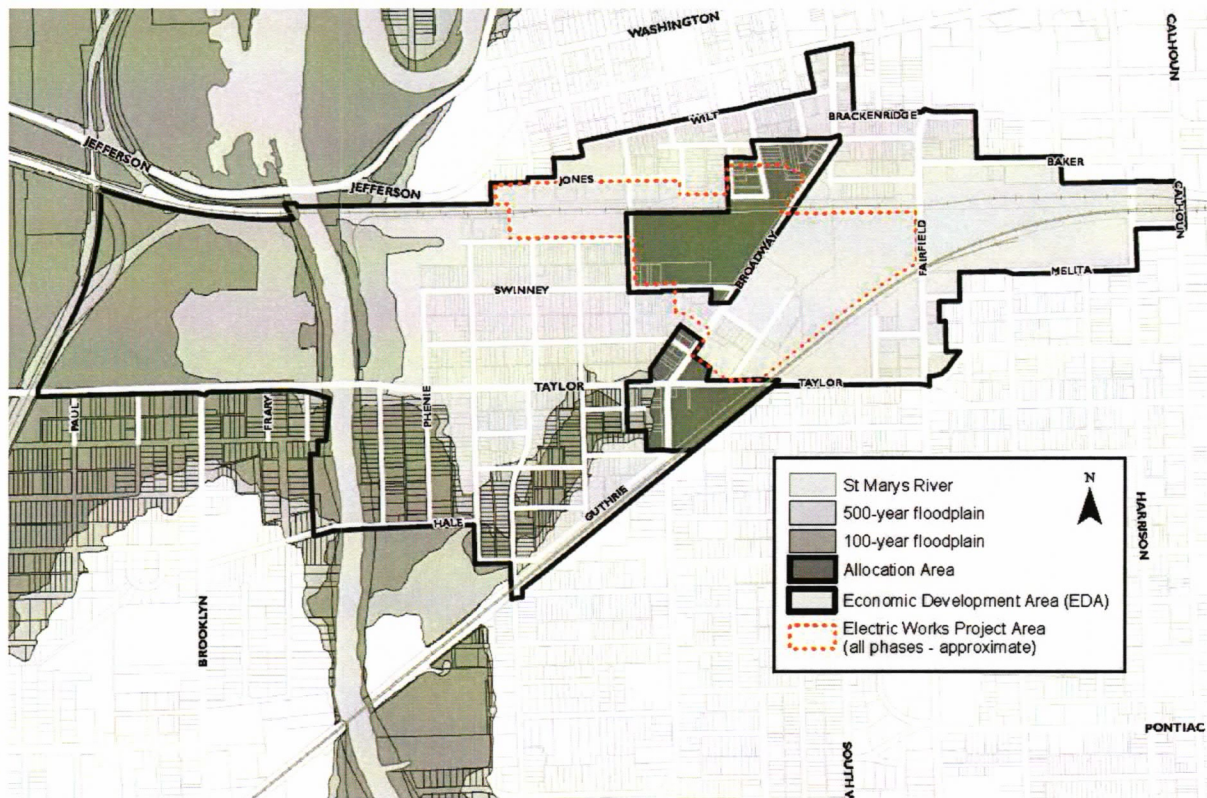 WASHINGTON
CALHOUN
WILT
BRACKENRIDGE
JEFFERSON
JEFFERSON
JONES
BAKER
CALHOUN
BROADWAY
FAIRFIELD
MELITA
SWINNEY
TAYLOR
TAYLOR
PAUL
FRARY
PHENIE
GUTHRIE
HALE
BROOKLYN
HARRISON
PONTIAC
N
St Marys River
500-year floodplain
100-year floodplain
Allocation Area
Economic Development Area (EDA)
Electric Works Project Area
(all phases - approximate)